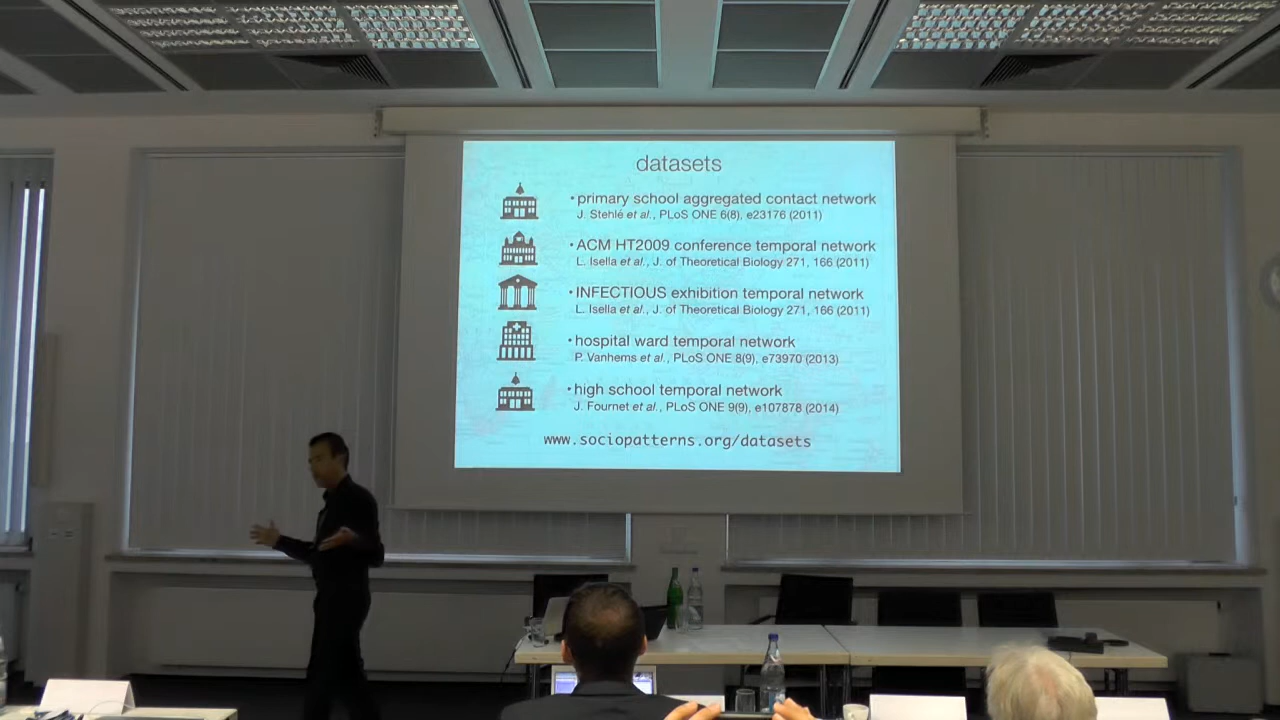 datasets
• primary school aggregated contact network
J. Stehlé et al., PLoS ONE 6(8), e23176 (2011)
• ACM HT2009 conference temporal network
L. Isella et al., J. of Theoretical Biology 271, 166 (2011)
• INFECTIOUS exhibition temporal network
L. Isella et al., J. of Theoretical Biology 271, 166 (2011)
• hospital ward temporal network
P. Vanhems et al., PLoS ONE 8(9), e73970 (2013)
• high school temporal network
J. Fournet et al., PLoS ONE 9(9), e107878 (2014)
www.sociopatterns.org/datasets